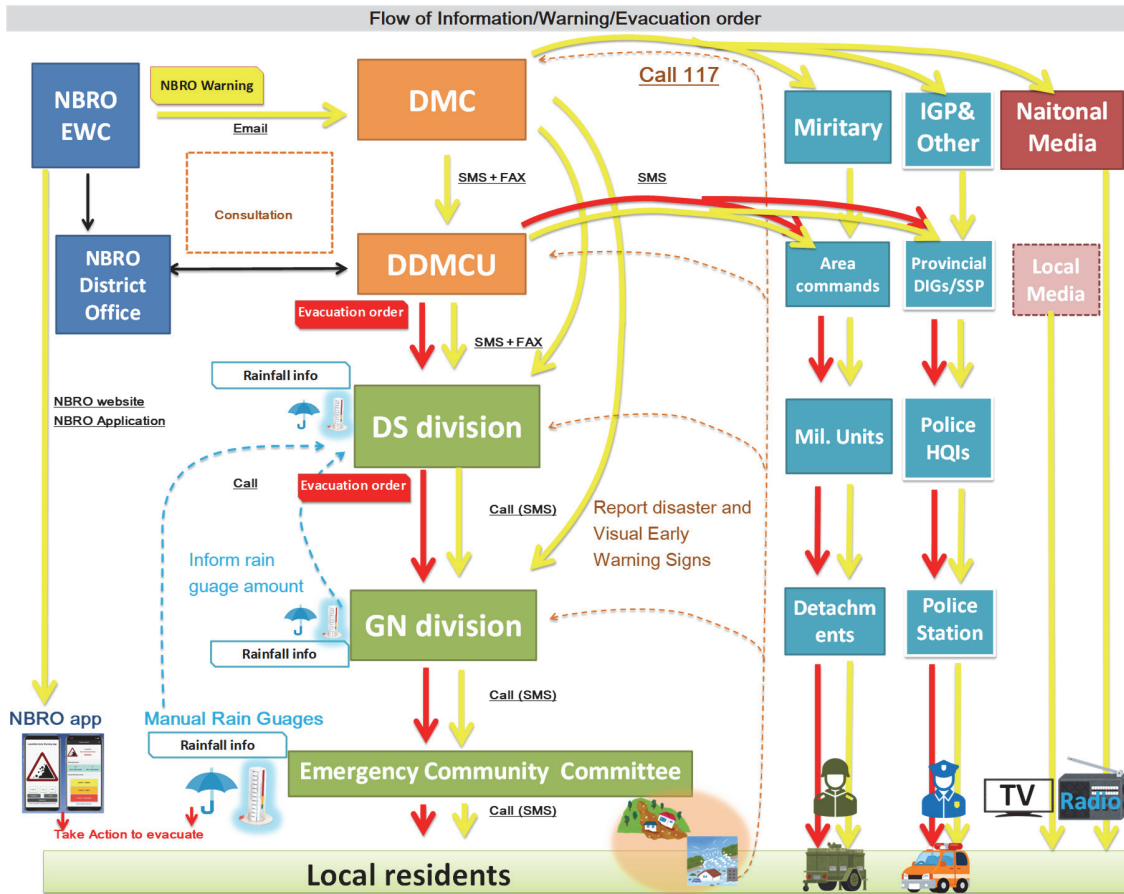 Flow of Information/Warning/Evacuation order
NBRO
EWC
NBRO Warning
Email
DMC
Call 117
Miritary
IGP&
Other
Naitonal
Media
Consultation
SMS + FAX
SMS
NBRO
District
Office
DDMCU
Area
commands
Provincial
DIGs/SSP
Local
Media
Evacuation order
SMS + FAX
Rainfall info
NBRO website
NBRO Application
DS division
Mil. Units
Police
HQIs
Call
Evacuation order
Call (SMS)
Report disaster and
Visual Early
Warning Signs
Inform rain
guage amount
GN division
Rainfall info
Detachm
ents
Police
Station
Call (SMS)
NBRO app
Manual Rain Guages
Rainfall info
Emergency Community Committee
Call (SMS)
TV
Radio
Take Action to evacuate
Local residents